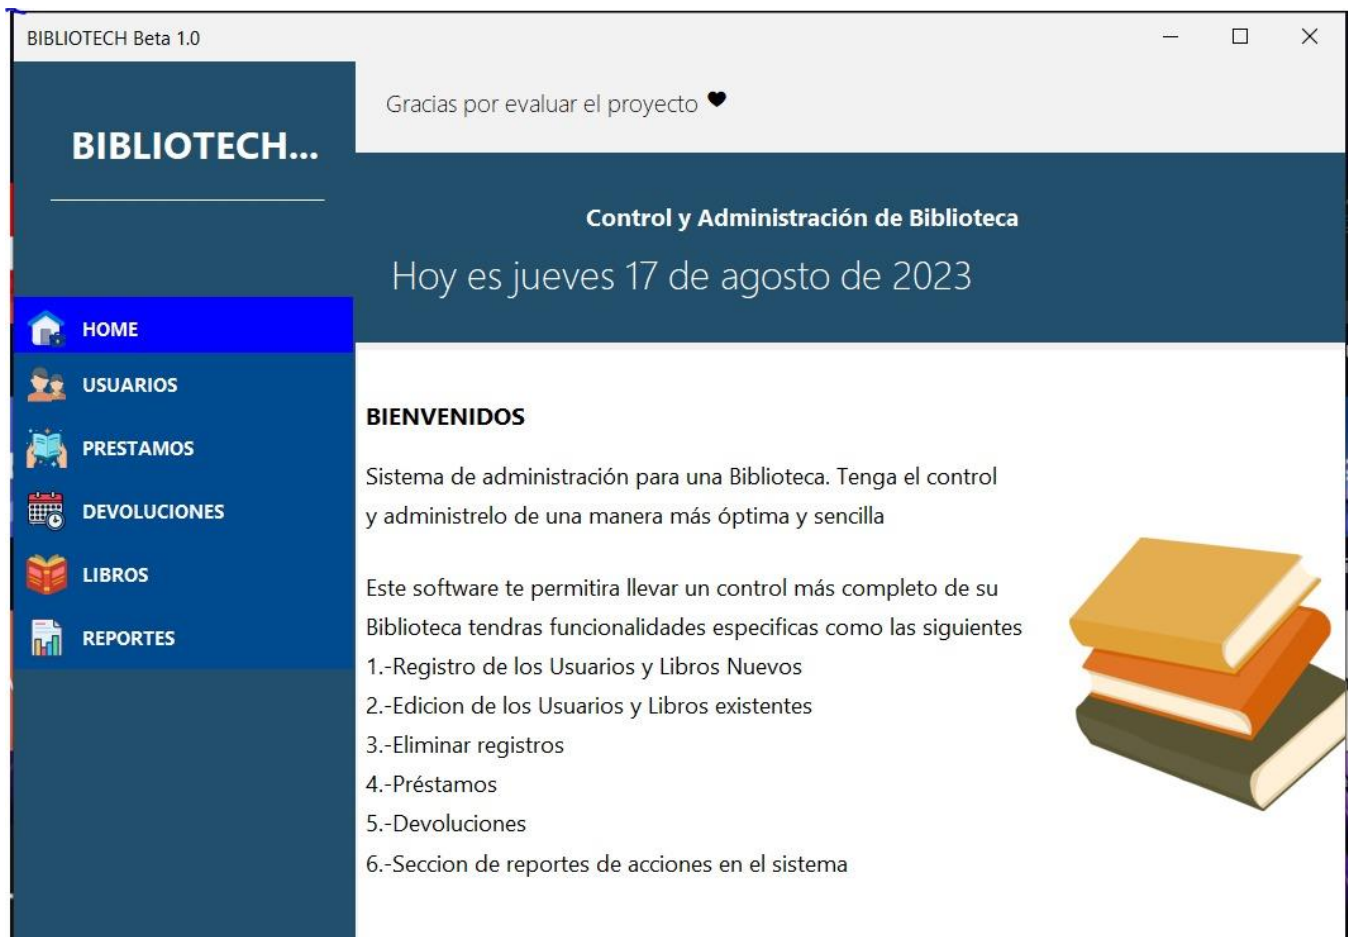 BIBLIOTECH Beta 1.0
Gracias por evaluar el proyecto ♥
BIBLIOTECH...
Control y Administración de Biblioteca
Hoy es jueves 17 de agosto de 2023
HOME
USUARIOS
PRESTAMOS
DEVOLUCIONES
LIBROS
REPORTES
BIENVENIDOS
Sistema de administración para una Biblioteca. Tenga el control
y administrelo de una manera más óptima y sencilla
Este software te permitira llevar un control más completo de su
Biblioteca tendras funcionalidades especificas como las siguientes
1.-Registro de los Usuarios y Libros Nuevos
2.-Edicion de los Usuarios y Libros existentes
3.-Eliminar registros
4.-Préstamos
5.-Devoluciones
6.-Seccion de reportes de acciones en el sistema